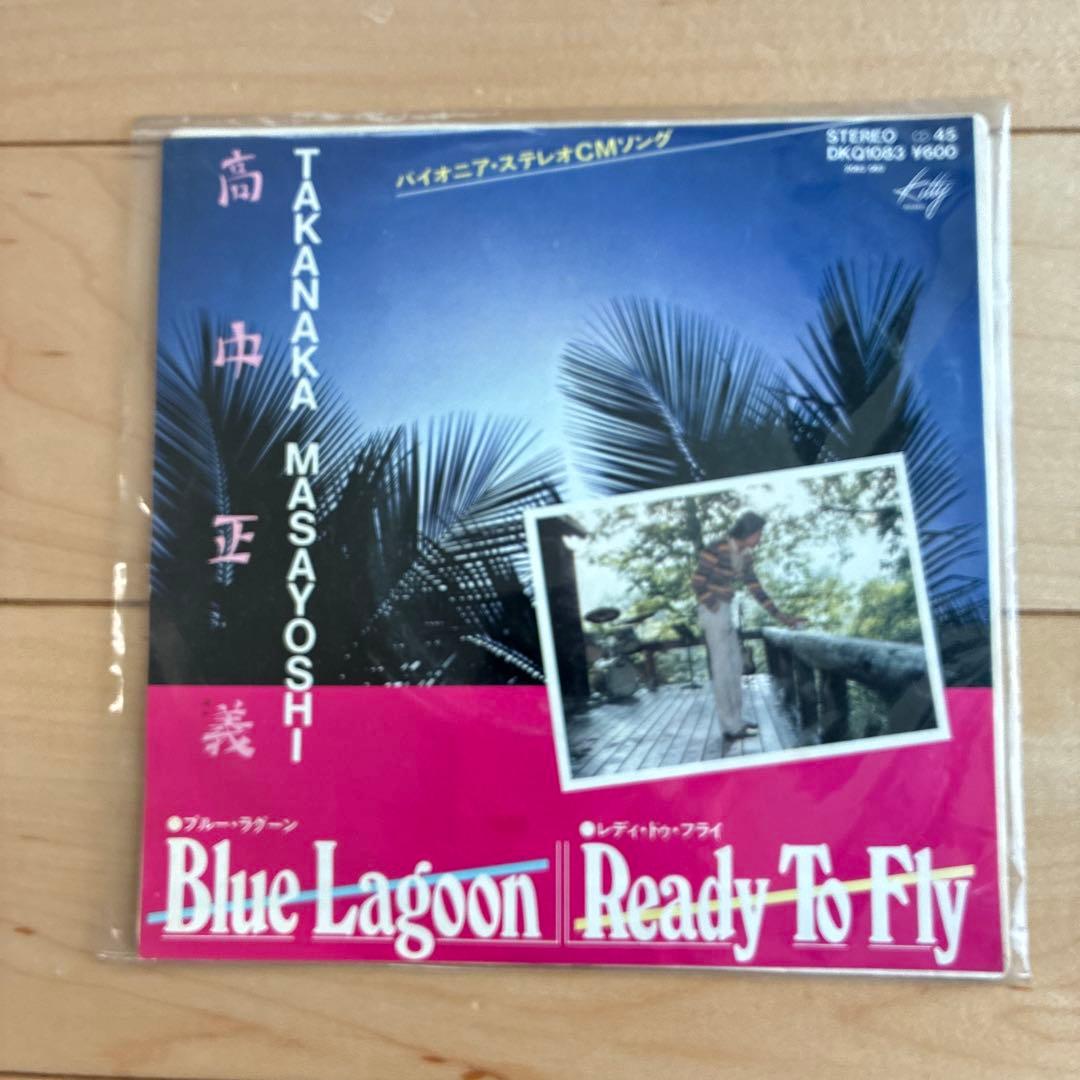 高中正義
TAKANAKA MASAYOSHI
パイオニア・ステレオCMソング
STEREO 45
DKQ1083 ¥600
Kitty
●ブルー・ラグーン
Blue Lagoon
●レディ・トゥ・フライ
Ready To Fly